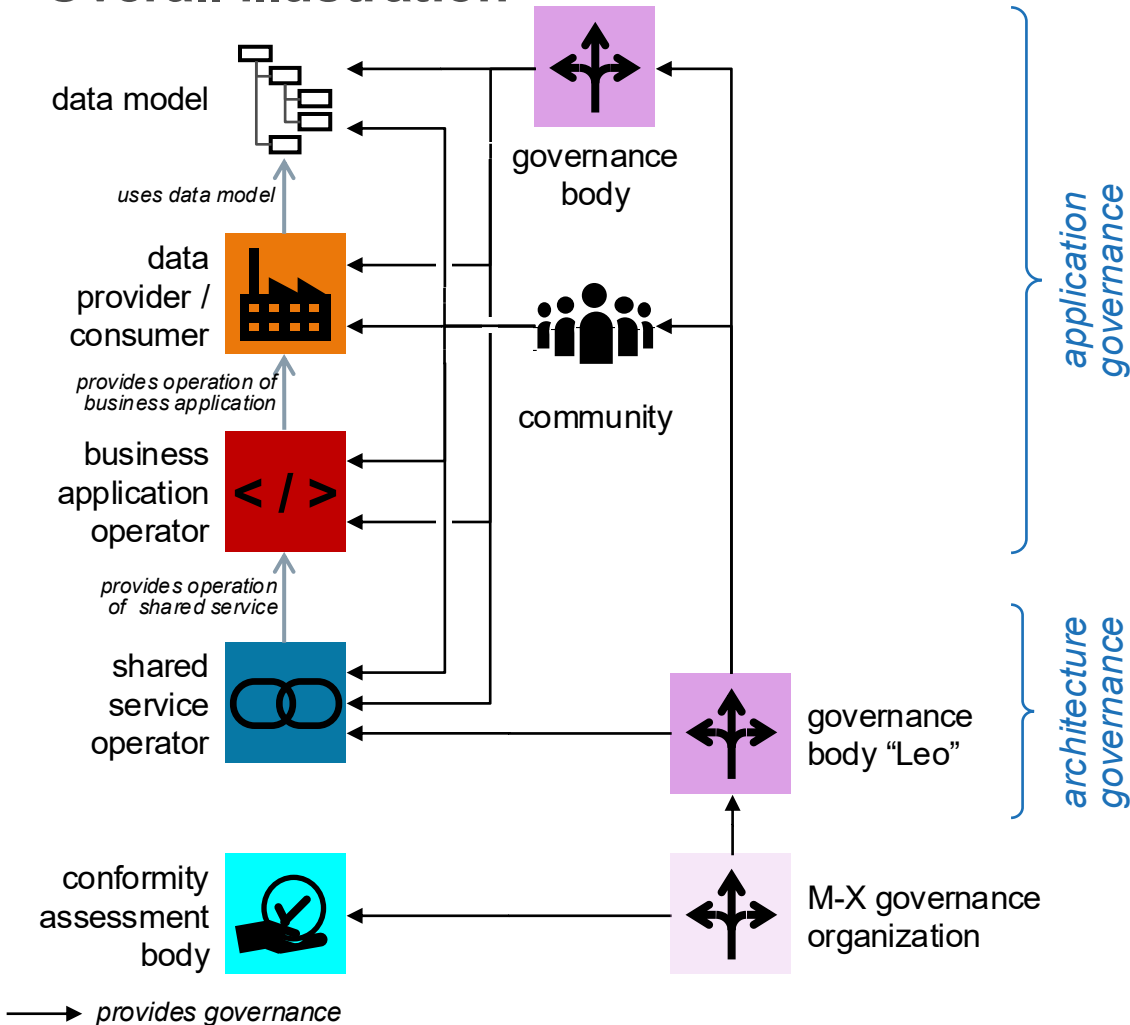 Overall Illustration
data model
governance
body
uses data model
data
provider /
consumer
provides operation of
business application
community
business
application
operator
< / >
provides operation
of shared service
shared
service
operator
governance
body “Leo”
conformity
assessment
body
M-X governance
organization
provides governance
application
governance
architecture
governance